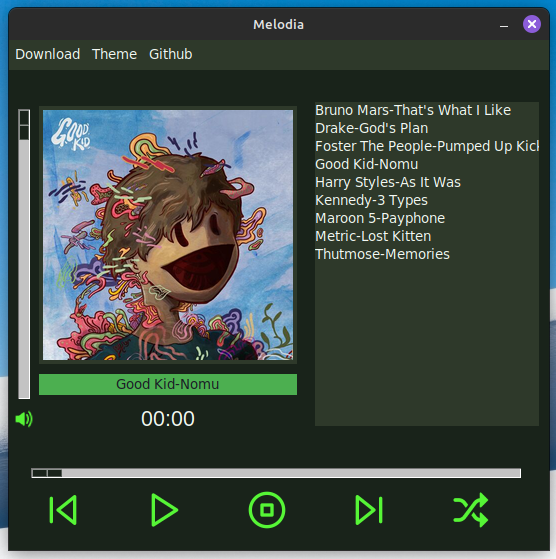 Melodia
Download Theme Github
GOOD
KID
Good Kid-Nomu
00:00
Bruno Mars-That's What I Like
Drake-God's Plan
Foster The People-Pumped Up Kick
Good Kid-Nomu
Harry Styles-As It Was
Kennedy-3 Types
Maroon 5-Payphone
Metric-Lost Kitten
Thutmose-Memories